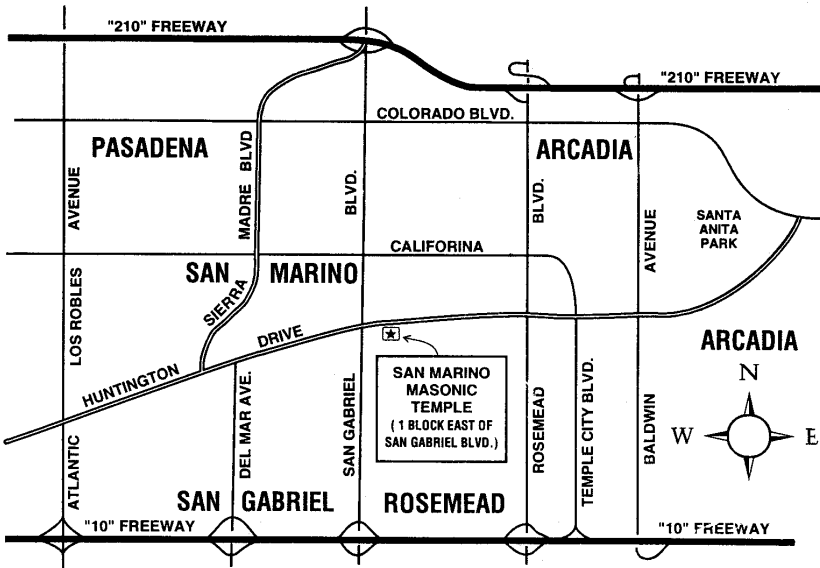 "210" FREEWAY
"210" FREEWAY
COLORADO BLVD.
PASADENA
ARCADIA
AVENUE
MADRE BLVD
BLVD.
BLVD.
AVENUE
SANTA
ANITA
PARK
CALIFORINA
SAN MARINO
LOS ROBLES
SIERRA
HUNTINGTON DRIVE
ARCADIA
SAN MARINO
MASONIC
TEMPLE
( 1 BLOCK EAST OF
SAN GABRIEL BLVD.)
N
W E
ATLANTIC
DEL MAR AVE.
SAN GABRIEL
ROSEMEAD
TEMPLE CITY BLVD.
BALDWIN
SAN GABRIEL
ROSEMEAD
"10" FREEWAY
"10" FREEWAY